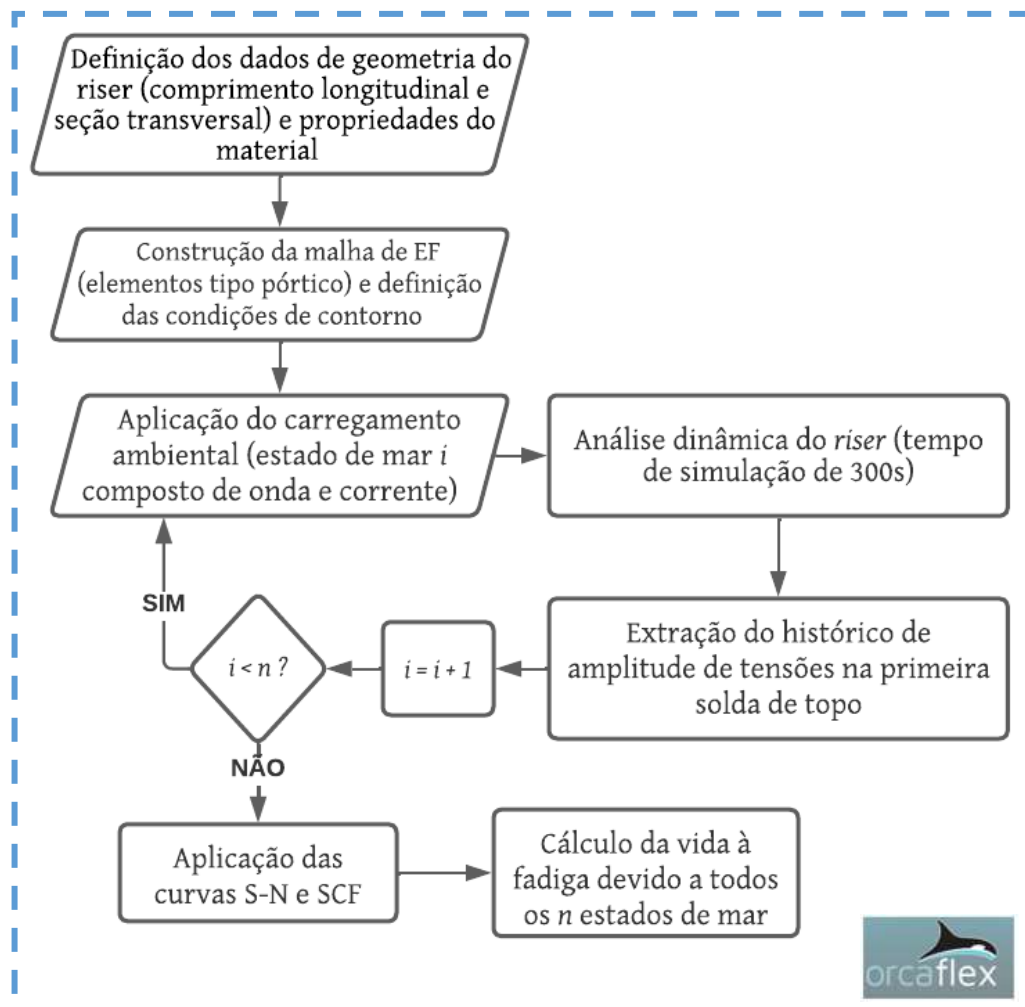 Definição dos dados de geometria do
riser (comprimento longitudinal e
seção transversal) e propriedades do
material
Construção da malha de EF
(elementos tipo pórtico) e definição
das condições de contorno
Aplicação do carregamento
ambiental (estado de mar i
composto de onda e corrente)
Análise dinâmica do riser (tempo
de simulação de 300s)
Extração do histórico de
amplitude de tensões na primeira
solda de topo
i = i + 1
i < n ?
SIM
NÃO
Aplicação das
curvas S-N e SCF
Cálculo da vida à
fadiga devido a todos
os n estados de mar
orcaflex